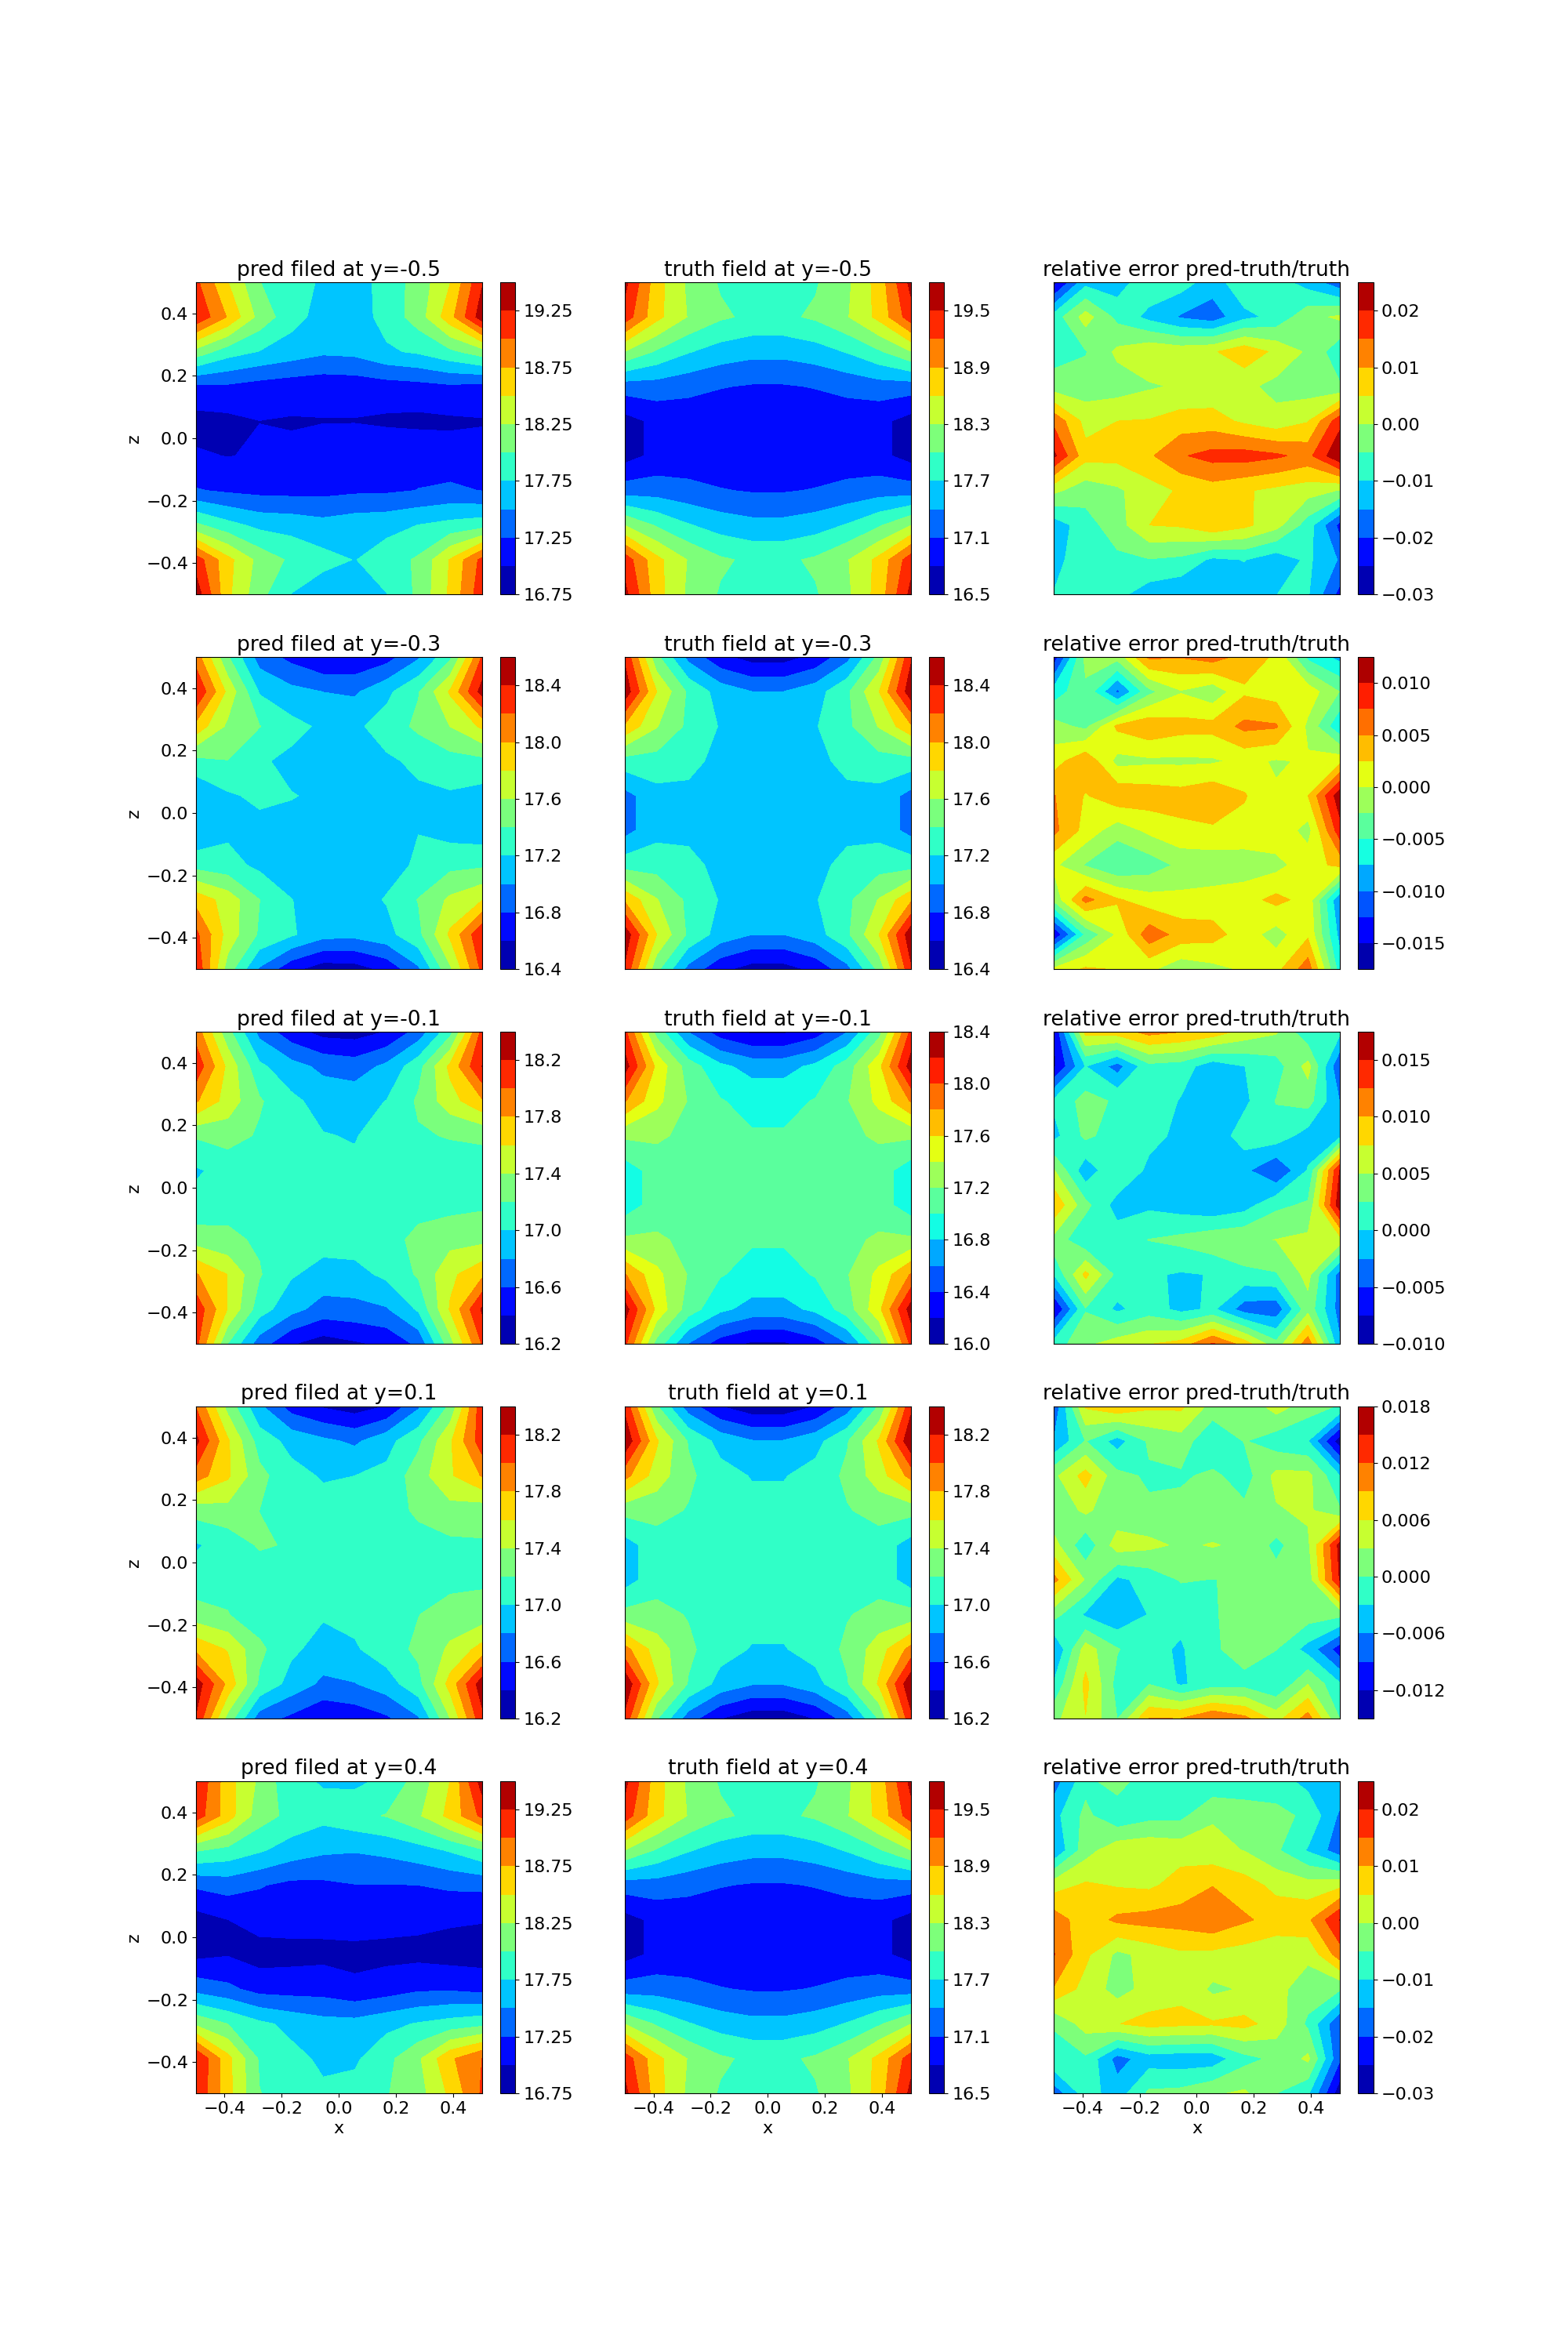 pred filed at y=-0.5 truth field at y=-0.5 relative error pred-truth/truth
0.4 19.25 19.5 0.02
0.2 18.75 18.9 0.01
z 0.0 18.25 18.3 0.00
−0.2 17.75 17.7 −0.01
−0.4 17.25 17.1 −0.02
16.75 16.5 −0.03
pred filed at y=-0.3 truth field at y=-0.3 relative error pred-truth/truth
0.4 18.4 18.4 0.010
0.2 18.0 18.0 0.005
z 0.0 17.6 17.6 0.000
−0.2 17.2 17.2 −0.005
−0.4 16.8 16.8 −0.010
16.4 16.4 −0.015
pred filed at y=-0.1 truth field at y=-0.1 relative error pred-truth/truth
18.4
0.4 18.2 18.0 0.015
0.2 17.8 17.6 0.010
z 0.0 17.4 17.2 0.005
−0.2 17.0 16.8 0.000
−0.4 16.6 16.4 −0.005
16.2 16.0 −0.010
pred filed at y=0.1 truth field at y=0.1 relative error pred-truth/truth
0.018
0.4 18.2 18.2 0.012
0.2 17.8 17.8 0.006
z 0.0 17.4 17.4 0.000
−0.2 17.0 17.0 −0.006
−0.4 16.6 16.6 −0.012
16.2 16.2
pred filed at y=0.4 truth field at y=0.4 relative error pred-truth/truth
0.4 19.25 19.5 0.02
0.2 18.75 18.9 0.01
z 0.0 18.25 18.3 0.00
−0.2 17.75 17.7 −0.01
−0.4 17.25 17.1 −0.02
16.75 16.5 −0.03
−0.4 −0.2 0.0 0.2 0.4 −0.4 −0.2 0.0 0.2 0.4 −0.4 −0.2 0.0 0.2 0.4
x x x